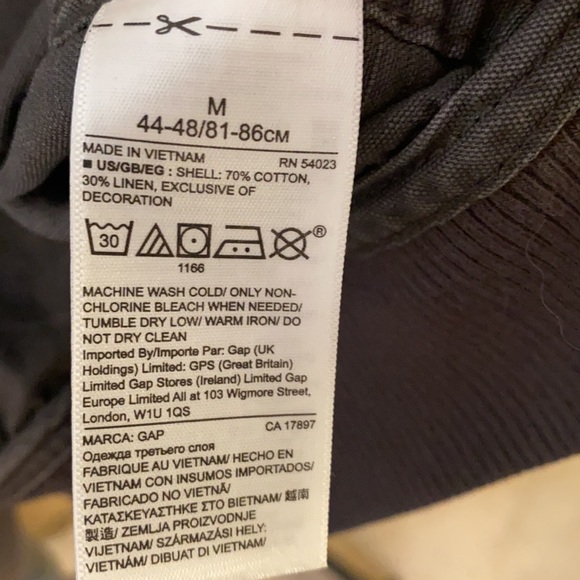 M
44-48/81-86CM
MADE IN VIETNAM RN 54023
■ US/GB/EG : SHELL: 70% COTTON,
30% LINEN, EXCLUSIVE OF
DECORATION
30
®
1166
MACHINE WASH COLD/ ONLY NON-
CHLORINE BLEACH WHEN NEEDED/
TUMBLE DRY LOW/ WARM IRON/ DO
NOT DRY CLEAN
Imported By/Importe Par: Gap (UK
Holdings) Limited: GPS (Great Britain)
Limited Gap Stores (Ireland) Limited Gap
Europe Limited All at 103 Wigmore Street,
London, W1U 1QS
MARCA: GAP CA 17897
Одежда третьего слоя
FABRIQUE AU VIETNAM/ HECHO EN
VIETNAM CON INSUMOS IMPORTADOS/
FABRICADO NO VIETNÃ/
ΚΑΤΑΣΚΕΥΑΣΤΗΚΕ ΣΤΟ ΒΙΕΤΝΑΜ/ 越南
製造/ ZEMLJA PROIZVODNJE
VIJETNAM/ SZÁRMAZÁSI HELY:
VIETNÁM/ DIBUAT DI VIETNAM/